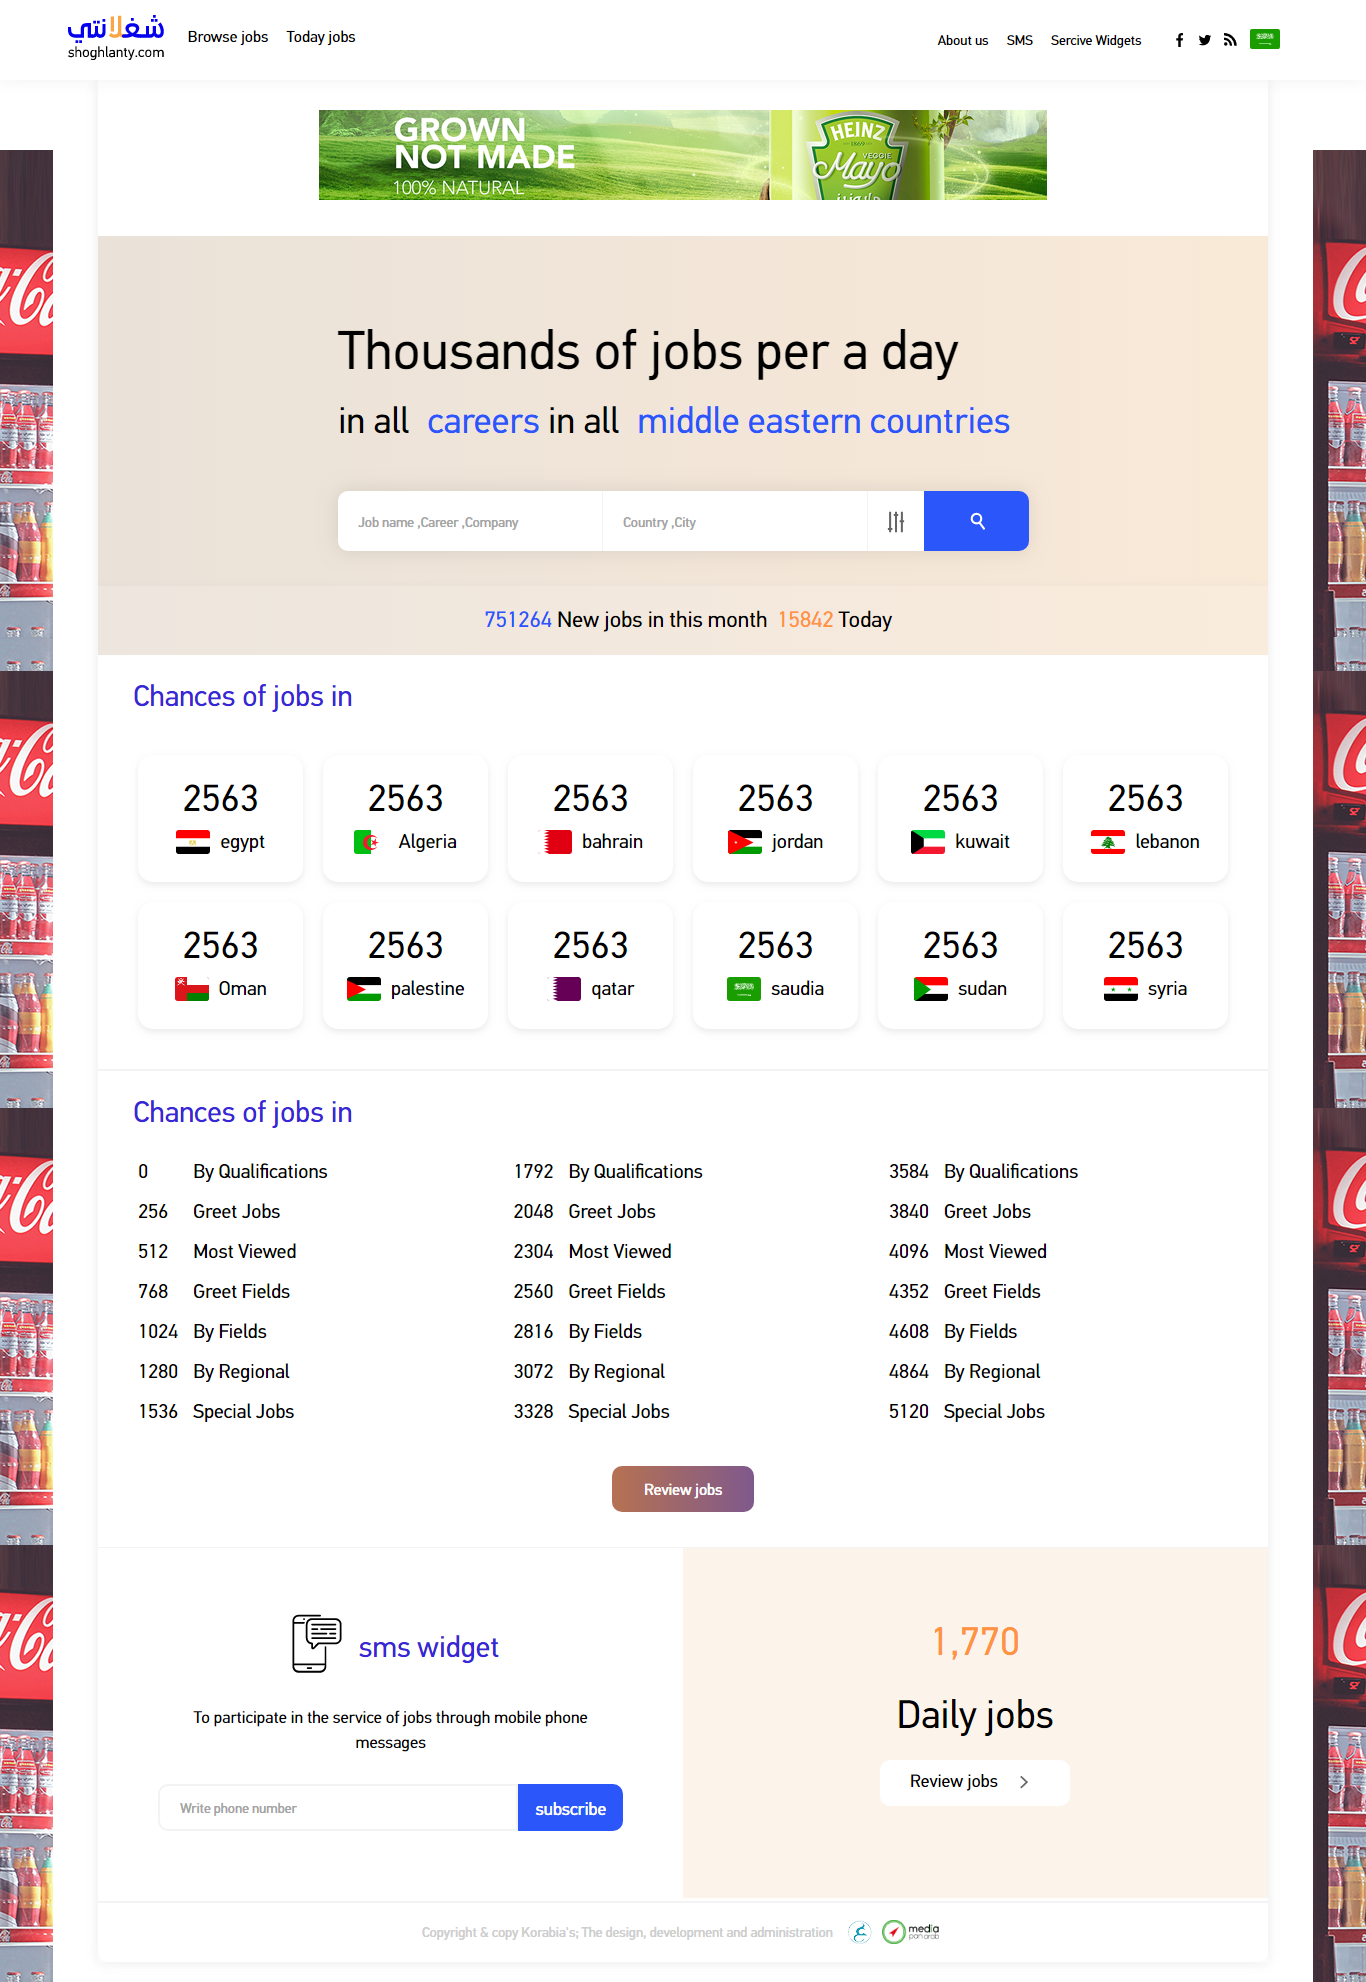 شغلانتي
shoghlanty.com
Browse jobs Today jobs
About us SMS Sercive Widgets
GROWN
NOT MADE
100% NATURAL
HEINZ
VEGGIE
Mayo
Thousands of jobs per a day
in all careers in all middle eastern countries
Job name ,Career ,Company Country ,City
751264 New jobs in this month 15842 Today
Chances of jobs in
2563 2563 2563 2563 2563 2563
egypt Algeria bahrain jordan kuwait lebanon
2563 2563 2563 2563 2563 2563
Oman palestine qatar saudia sudan syria
Chances of jobs in
0 By Qualifications 1792 By Qualifications 3584 By Qualifications
256 Greet Jobs 2048 Greet Jobs 3840 Greet Jobs
512 Most Viewed 2304 Most Viewed 4096 Most Viewed
768 Greet Fields 2560 Greet Fields 4352 Greet Fields
1024 By Fields 2816 By Fields 4608 By Fields
1280 By Regional 3072 By Regional 4864 By Regional
1536 Special Jobs 3328 Special Jobs 5120 Special Jobs
Review jobs
sms widget
To participate in the service of jobs through mobile phone
messages
Write phone number subscribe
1,770
Daily jobs
Review jobs
Copyright & copy Korabia's; The design, development and administration
media
pan arab